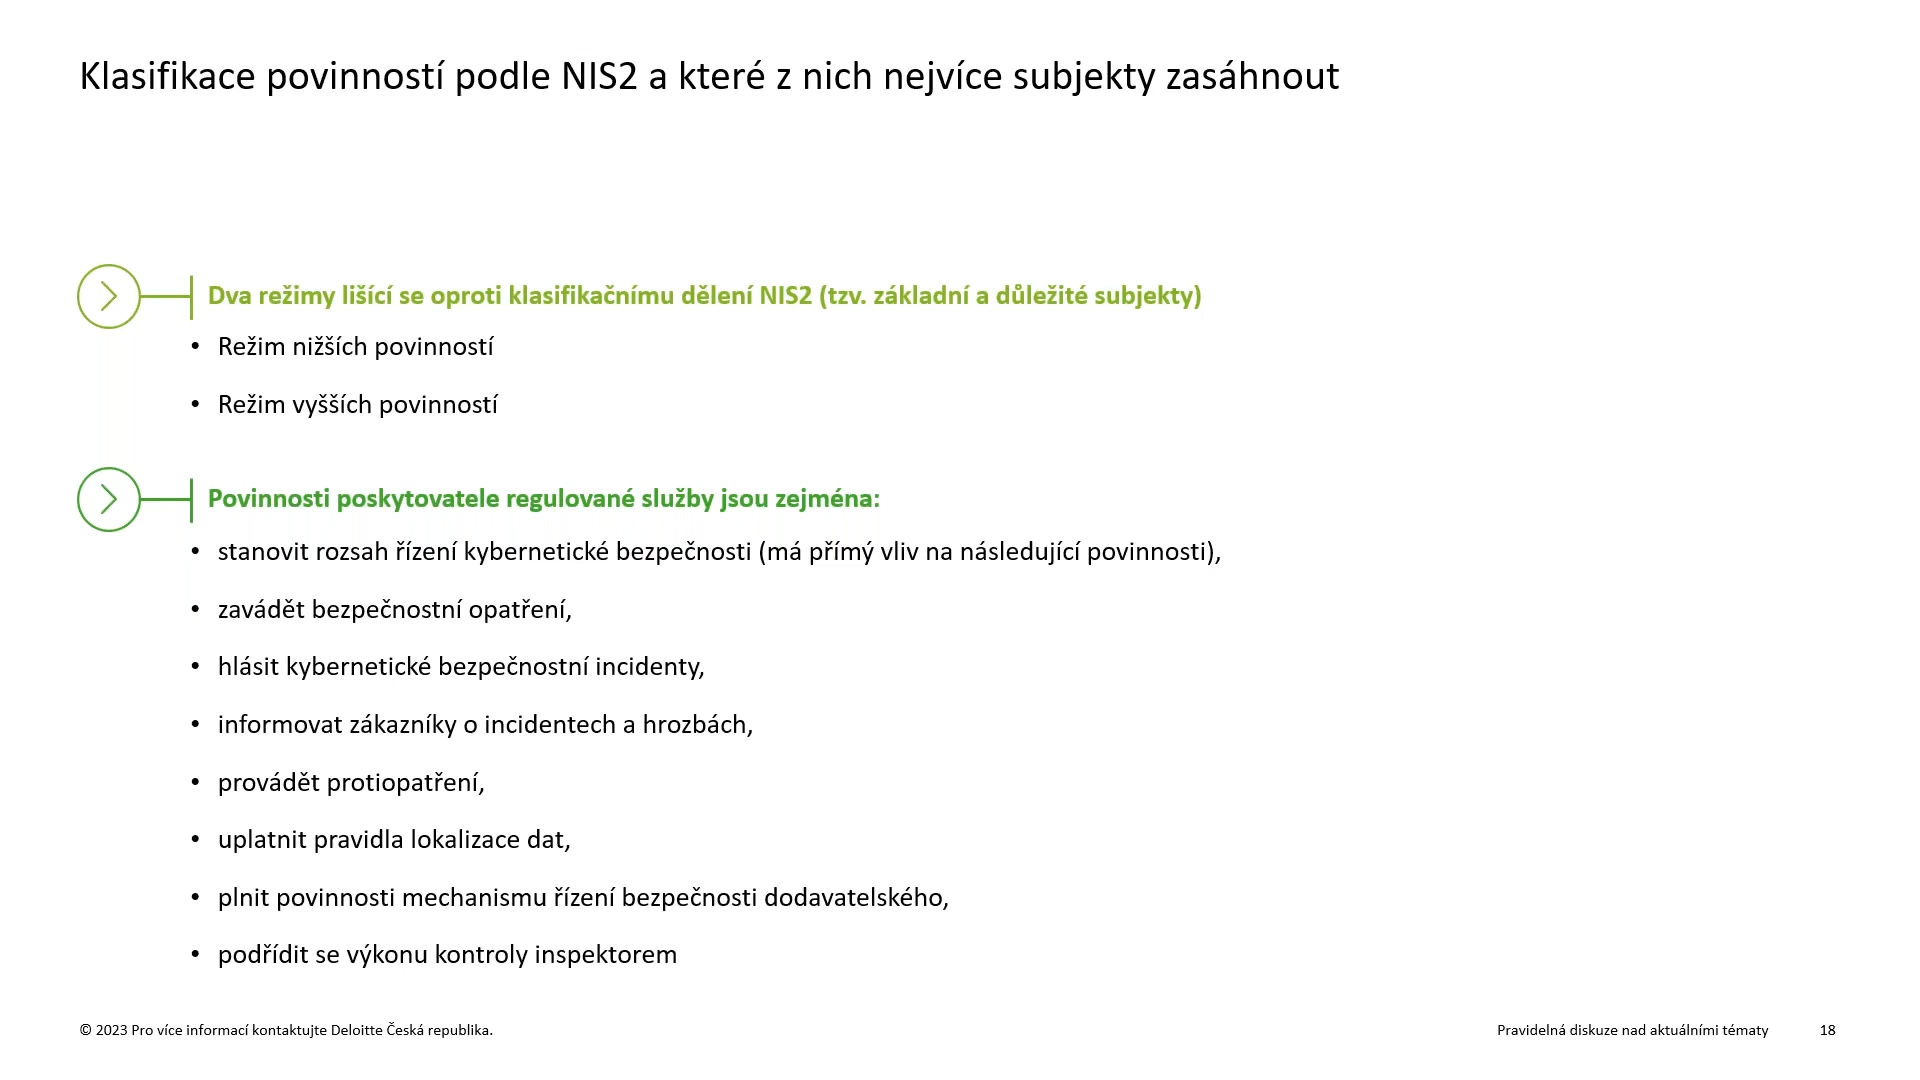 Klasifikace povinností podle NIS2 a které z nich nejvíce subjekty zasáhnout
Dva režimy lišící se oproti klasifikačnímu dělení NIS2 (tzv. základní a důležité subjekty)
• Režim nižších povinností
• Režim vyšších povinností
Povinnosti poskytovatele regulované služby jsou zejména:
• stanovit rozsah řízení kybernetické bezpečnosti (má přímý vliv na následující povinnosti),
• zavádět bezpečnostní opatření,
• hlásit kybernetické bezpečnostní incidenty,
• informovat zákazníky o incidentech a hrozbách,
• provádět protiopatření,
• uplatnit pravidla lokalizace dat,
• plnit povinnosti mechanismu řízení bezpečnosti dodavatelského,
• podřídit se výkonu kontroly inspektorem
© 2023 Pro více informací kontaktujte Deloitte Česká republika.
Pravidelná diskuze nad aktuálními tématy 18